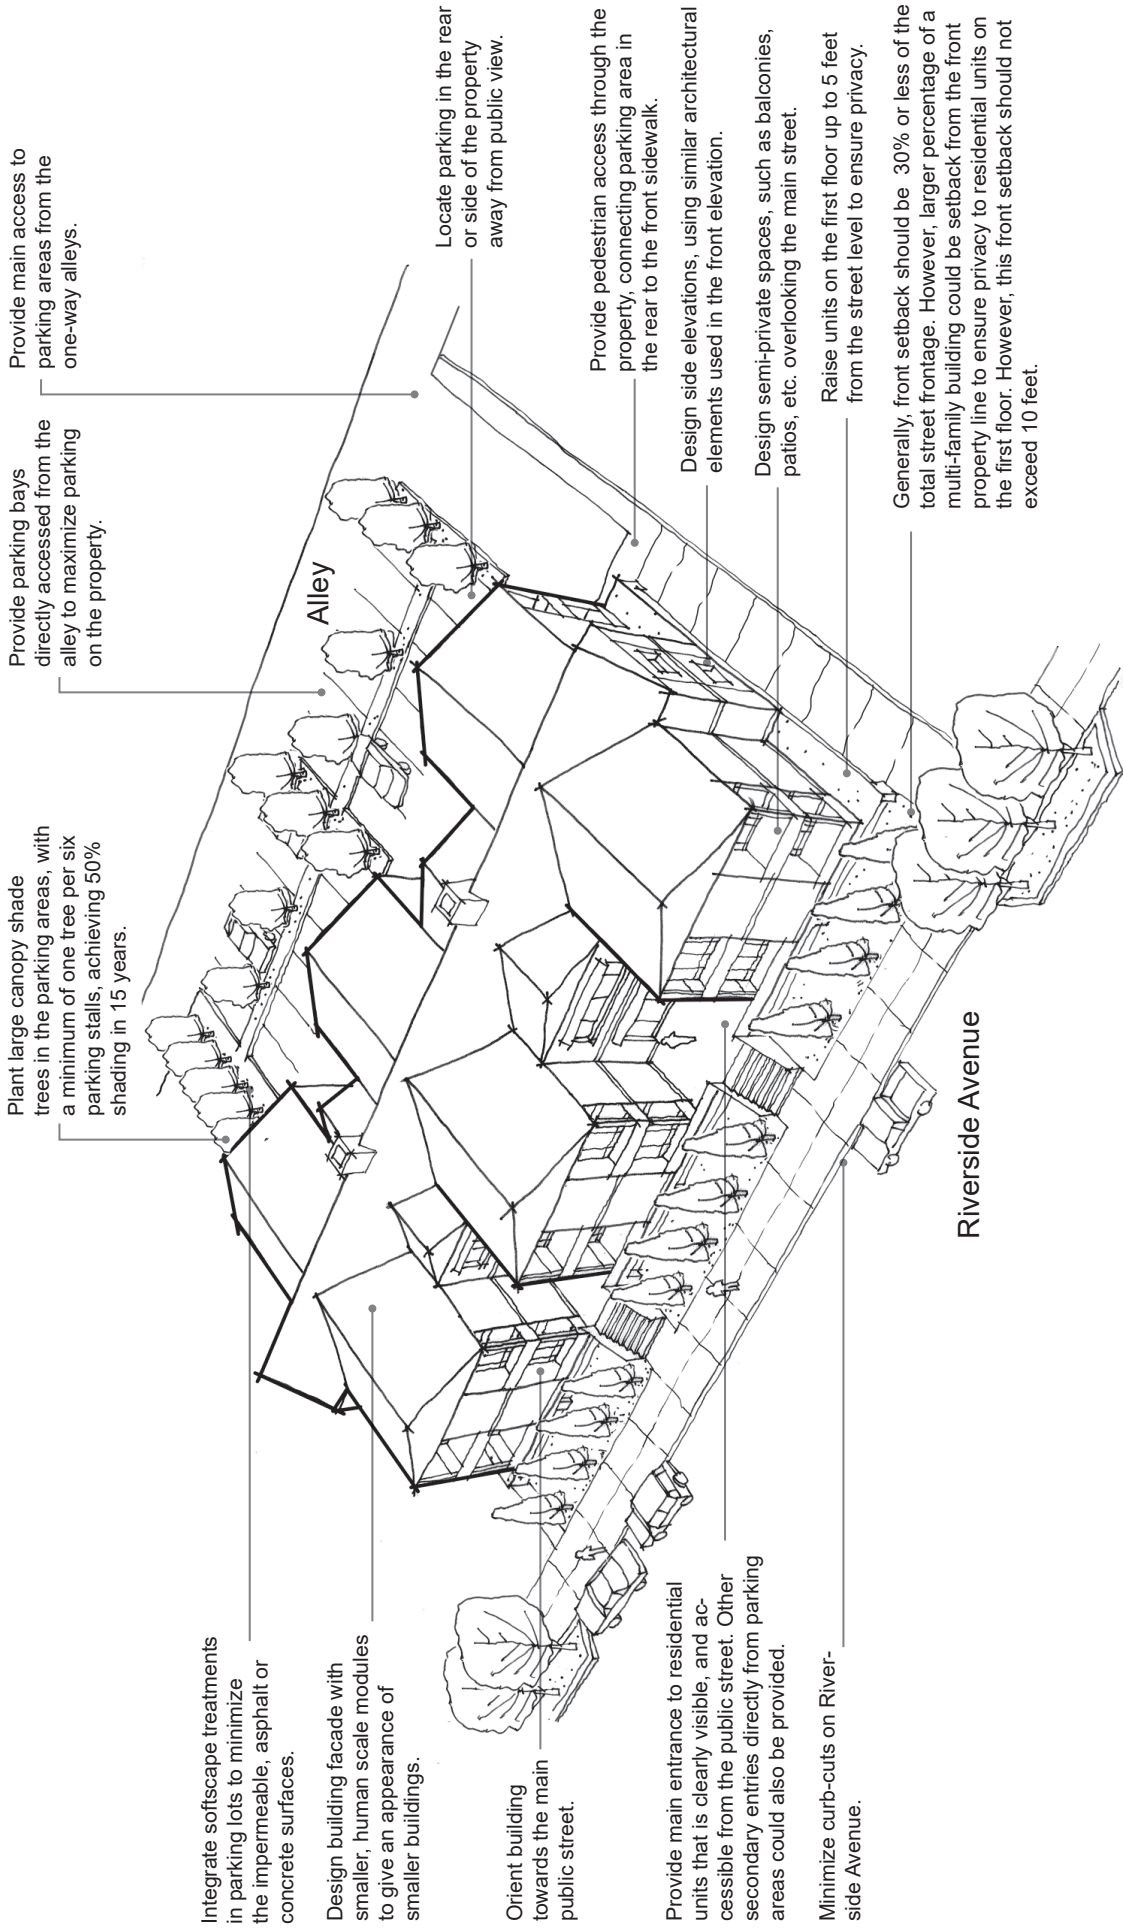 Plant large canopy shade
trees in the parking areas, with
a minimum of one tree per six
parking stalls, achieving 50%
shading in 15 years.
Provide parking bays
directly accessed from the
alley to maximize parking
on the property.
Provide main access to
parking areas from the
one-way alleys.
Alley
Locate parking in the rear
or side of the property
away from public view.
Provide pedestrian access through the
property, connecting parking area in
the rear to the front sidewalk.
Design side elevations, using similar architectural
elements used in the front elevation.
Design semi-private spaces, such as balconies,
patios, etc. overlooking the main street.
Raise units on the first floor up to 5 feet
from the street level to ensure privacy.
Generally, front setback should be 30% or less of the
total street frontage. However, larger percentage of a
multi-family building could be setback from the front
property line to ensure privacy to residential units on
the first floor. However, this front setback should not
exceed 10 feet.
Integrate softscape treatments
in parking lots to minimize
the impermeable, asphalt or
concrete surfaces.
Design building facade with
smaller, human scale modules
to give an appearance of
smaller buildings.
Orient building
towards the main
public street.
Provide main entrance to residential
units that is clearly visible, and ac-
cessible from the public street. Other
secondary entries directly from parking
areas could also be provided.
Minimize curb-cuts on River-
side Avenue.
Riverside Avenue